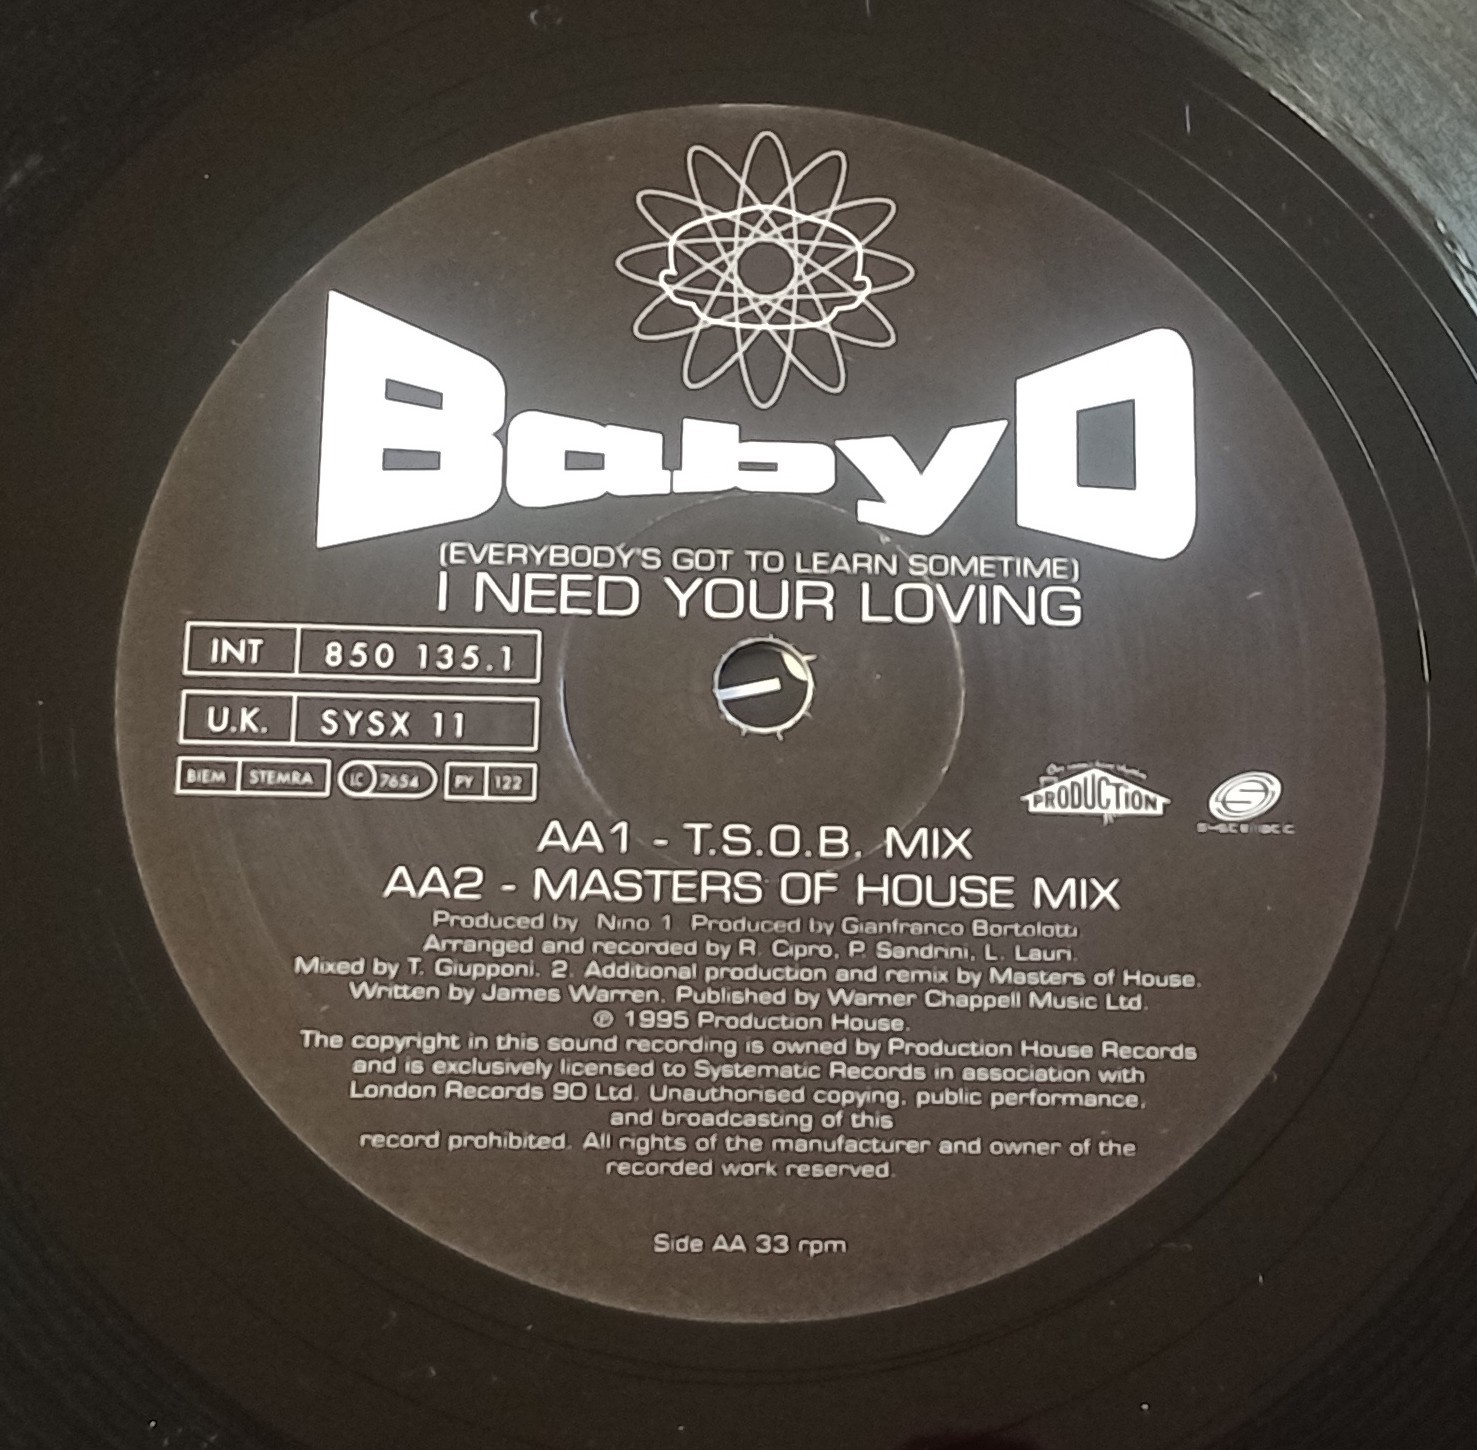 BabyD
(EVERYBODY'S GOT TO LEARN SOMETIME)
I NEED YOUR LOVING
INT 850 135.1
U.K. SYSX 11
BIEM STEMRA LC 7654 PY 122
PRODUCTION
AA1 - T.S.O.B. MIX
AA2 - MASTERS OF HOUSE MIX
Produced by Nino 1 Produced by Gianfranco Bortolotti
Arranged and recorded by R. Cipro, P. Sandrini, L. Lauri.
Mixed by T. Giupponi. 2. Additional production and remix by Masters of House.
Written by James Warren. Published by Warner Chappell Music Ltd.
℗ 1995 Production House.
The copyright in this sound recording is owned by Production House Records
and is exclusively licensed to Systematic Records in association with
London Records 90 Ltd. Unauthorised copying, public performance,
and broadcasting of this
record prohibited. All rights of the manufacturer and owner of the
recorded work reserved.
Side AA 33 rpm